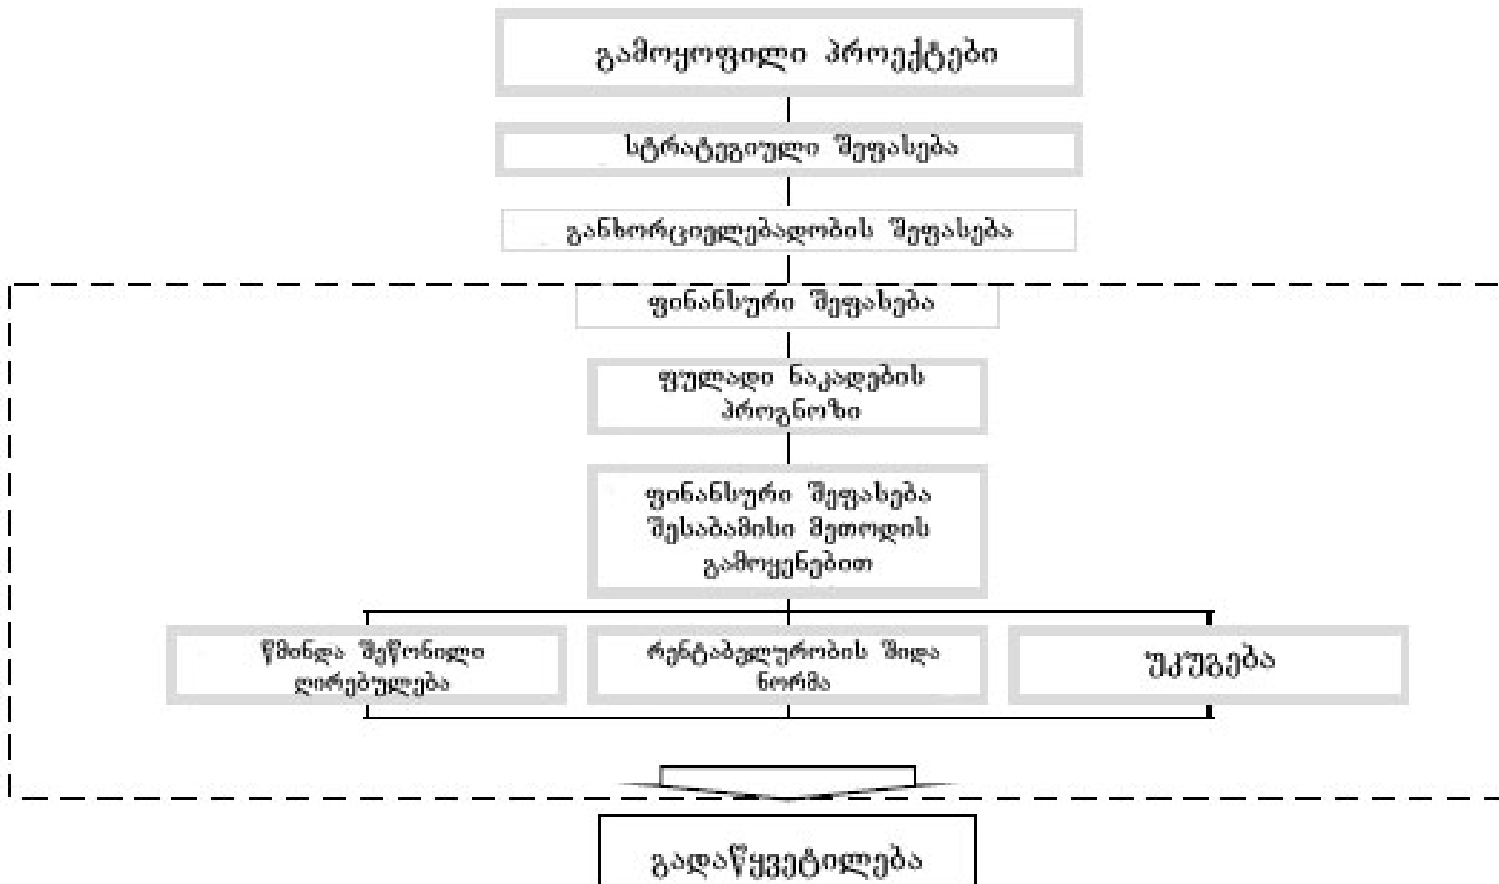 გამოყოფილი პროექტები
სტრატეგიული შეფასება
განხორციელებადობის შეფასება
ფინანსური შეფასება
ფულადი ნაკადების
პროგნოზი
ფინანსური შეფასება
შესაბამისი მეთოდის
გამოყენებით
წმინდა შეწონილი
ღირებულება
რენტაბელურობის შიდა
ნორმა
უკუგება
გადაწყვეტილება